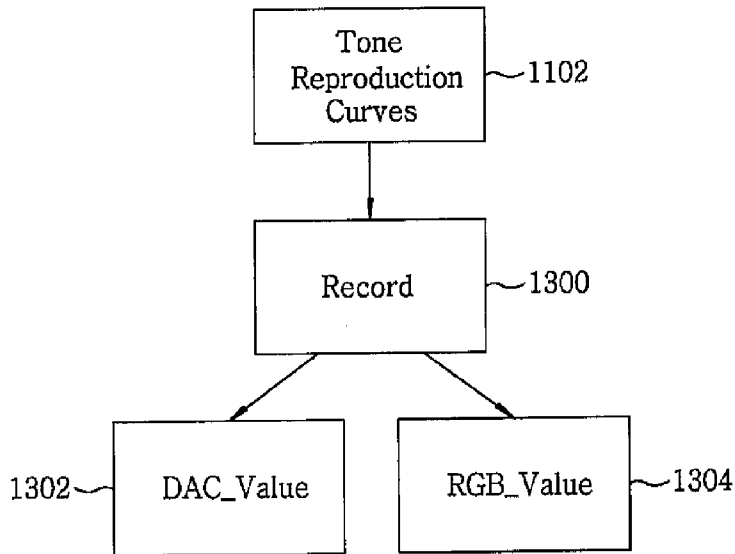 Tone
Reproduction
Curves
1102
Record
1300
1302
DAC_Value
RGB_Value
1304